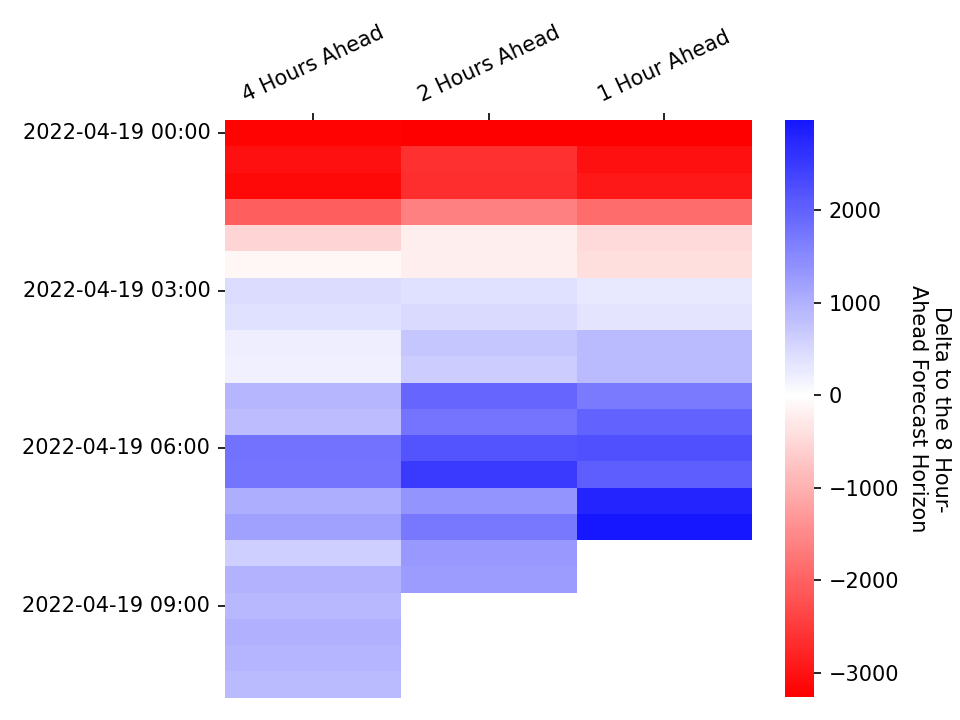 4 Hours Ahead
2 Hours Ahead
1 Hour Ahead
2022-04-19 00:00
2022-04-19 03:00
2022-04-19 06:00
2022-04-19 09:00
2000
1000
0
−1000
−2000
−3000
Delta to the 8 Hour-
Ahead Forecast Horizon